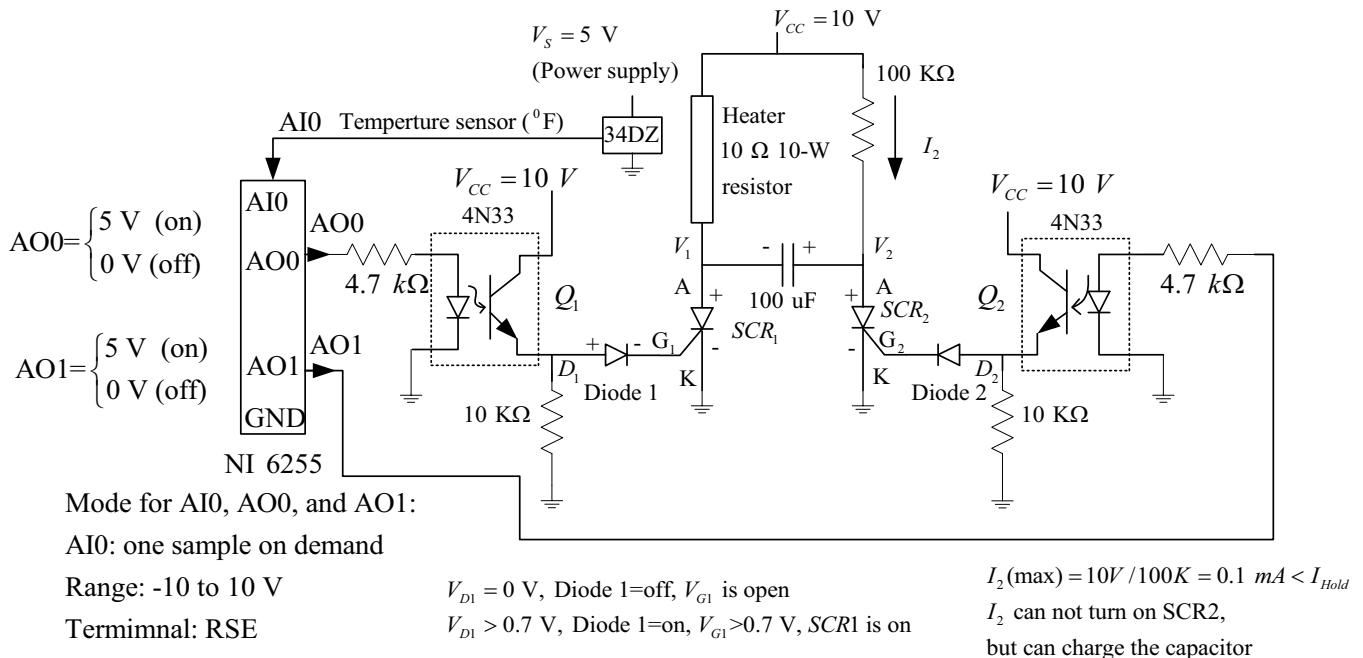 V_CC = 10 V
V_S = 5 V
(Power supply)
100 KΩ
AI0
Temperture sensor (⁰F)
34DZ
Heater
10 Ω 10-W
resistor
I_2
V_CC = 10 V
4N33
V_CC = 10 V
4N33
AI0
AO0
AO0={ 5 V (on)
0 V (off)
AO0
4.7 kΩ
Q_1
V_1
- +
100 uF
V_2
A
+
SCR_1
-
G_1
K
A
+
SCR_2
-
G_2
K
Q_2
4.7 kΩ
AO1={ 5 V (on)
0 V (off)
AO1
AO1
GND
NI 6255
+ -
D_1
Diode 1
10 KΩ
Diode 2
D_2
10 KΩ
Mode for AI0, AO0, and AO1:
AI0: one sample on demand
Range: -10 to 10 V
Termimnal: RSE
V_D1 = 0 V, Diode 1=off, V_G1 is open
V_D1 > 0.7 V, Diode 1=on, V_G1>0.7 V, SCR1 is on
I_2(max) = 10V /100K = 0.1 mA < I_Hold
I_2 can not turn on SCR2,
but can charge the capacitor